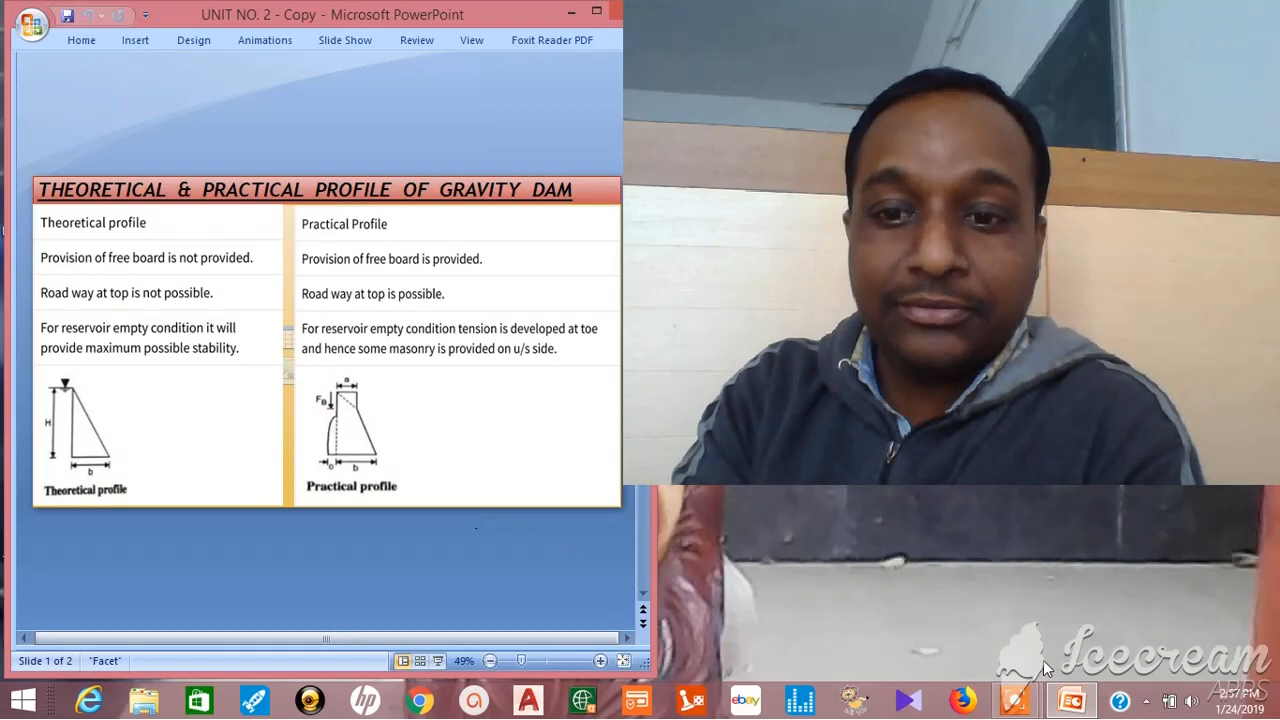 UNIT NO. 2 - Copy - Microsoft PowerPoint
Home Insert Design Animations Slide Show Review View Foxit Reader PDF
THEORETICAL & PRACTICAL PROFILE OF GRAVITY DAM
Theoretical profile
Practical Profile
Provision of free board is not provided.
Provision of free board is provided.
Road way at top is not possible.
Road way at top is possible.
For reservoir empty condition it will
provide maximum possible stability.
For reservoir empty condition tension is developed at toe
and hence some masonry is provided on u/s side.
H
b
Theoretical profile
a
FB
b
Practical profile
Slide 1 of 2 "Facet" 49%
Icecream
APPS
hp
ebay
2:57 PM
1/24/2019